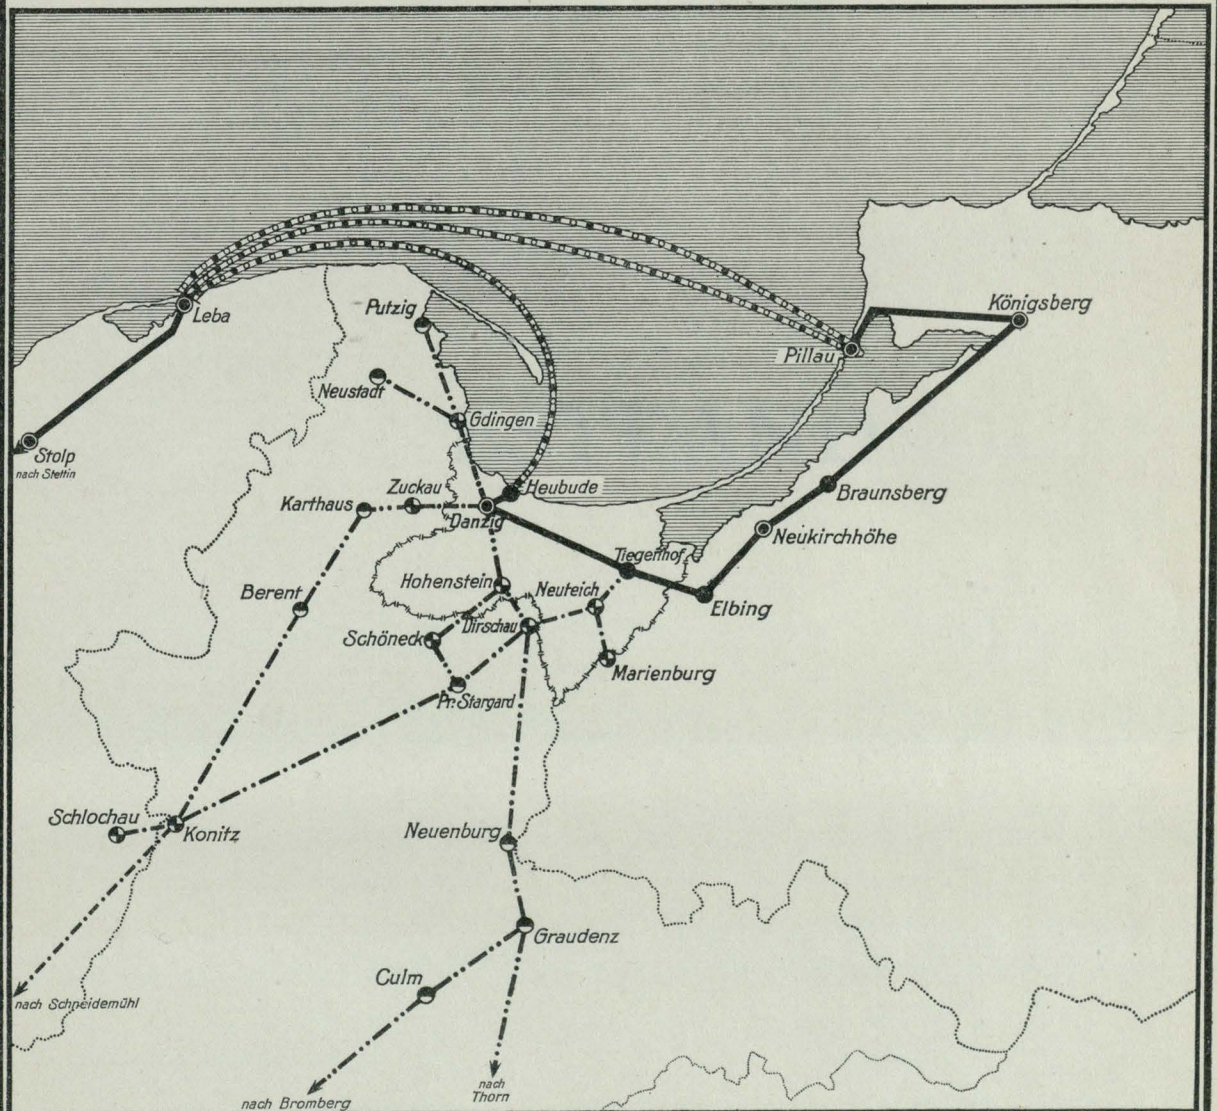 Leba
Putzig
Königsberg
Pillau
Neustadt
Gdingen
Stolp
nach Stettin
Zuckau
Heubude
Karthaus
Danzig
Braunsberg
Neukirchhöhe
Tiegenhof
Hohenstein
Neuteich
Berent
Elbing
Schöneck
Dirschau
Marienburg
Pr. Stargard
Schlochau
Konitz
Neuenburg
Graudenz
Culm
nach Schneidemühl
nach
Thorn
nach Bromberg